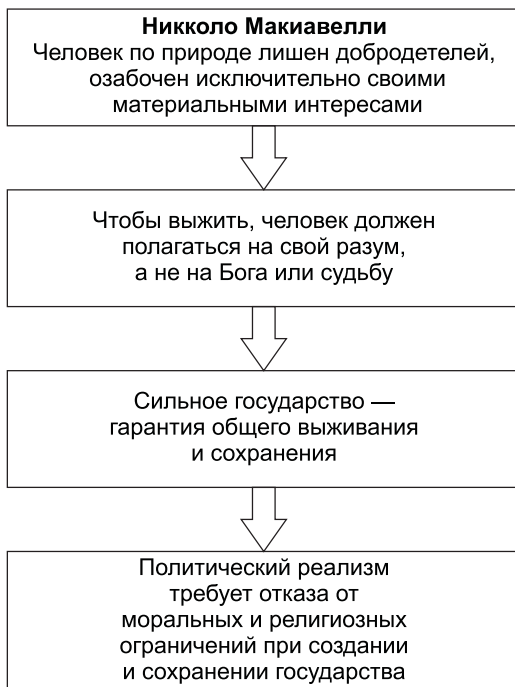 Никколо Макиавелли
Человек по природе лишен добродетелей,
озабочен исключительно своими
материальными интересами
Чтобы выжить, человек должен
полагаться на свой разум,
а не на Бога или судьбу
Сильное государство —
гарантия общего выживания
и сохранения
Политический реализм
требует отказа от
моральных и религиозных
ограничений при создании
и сохранении государства